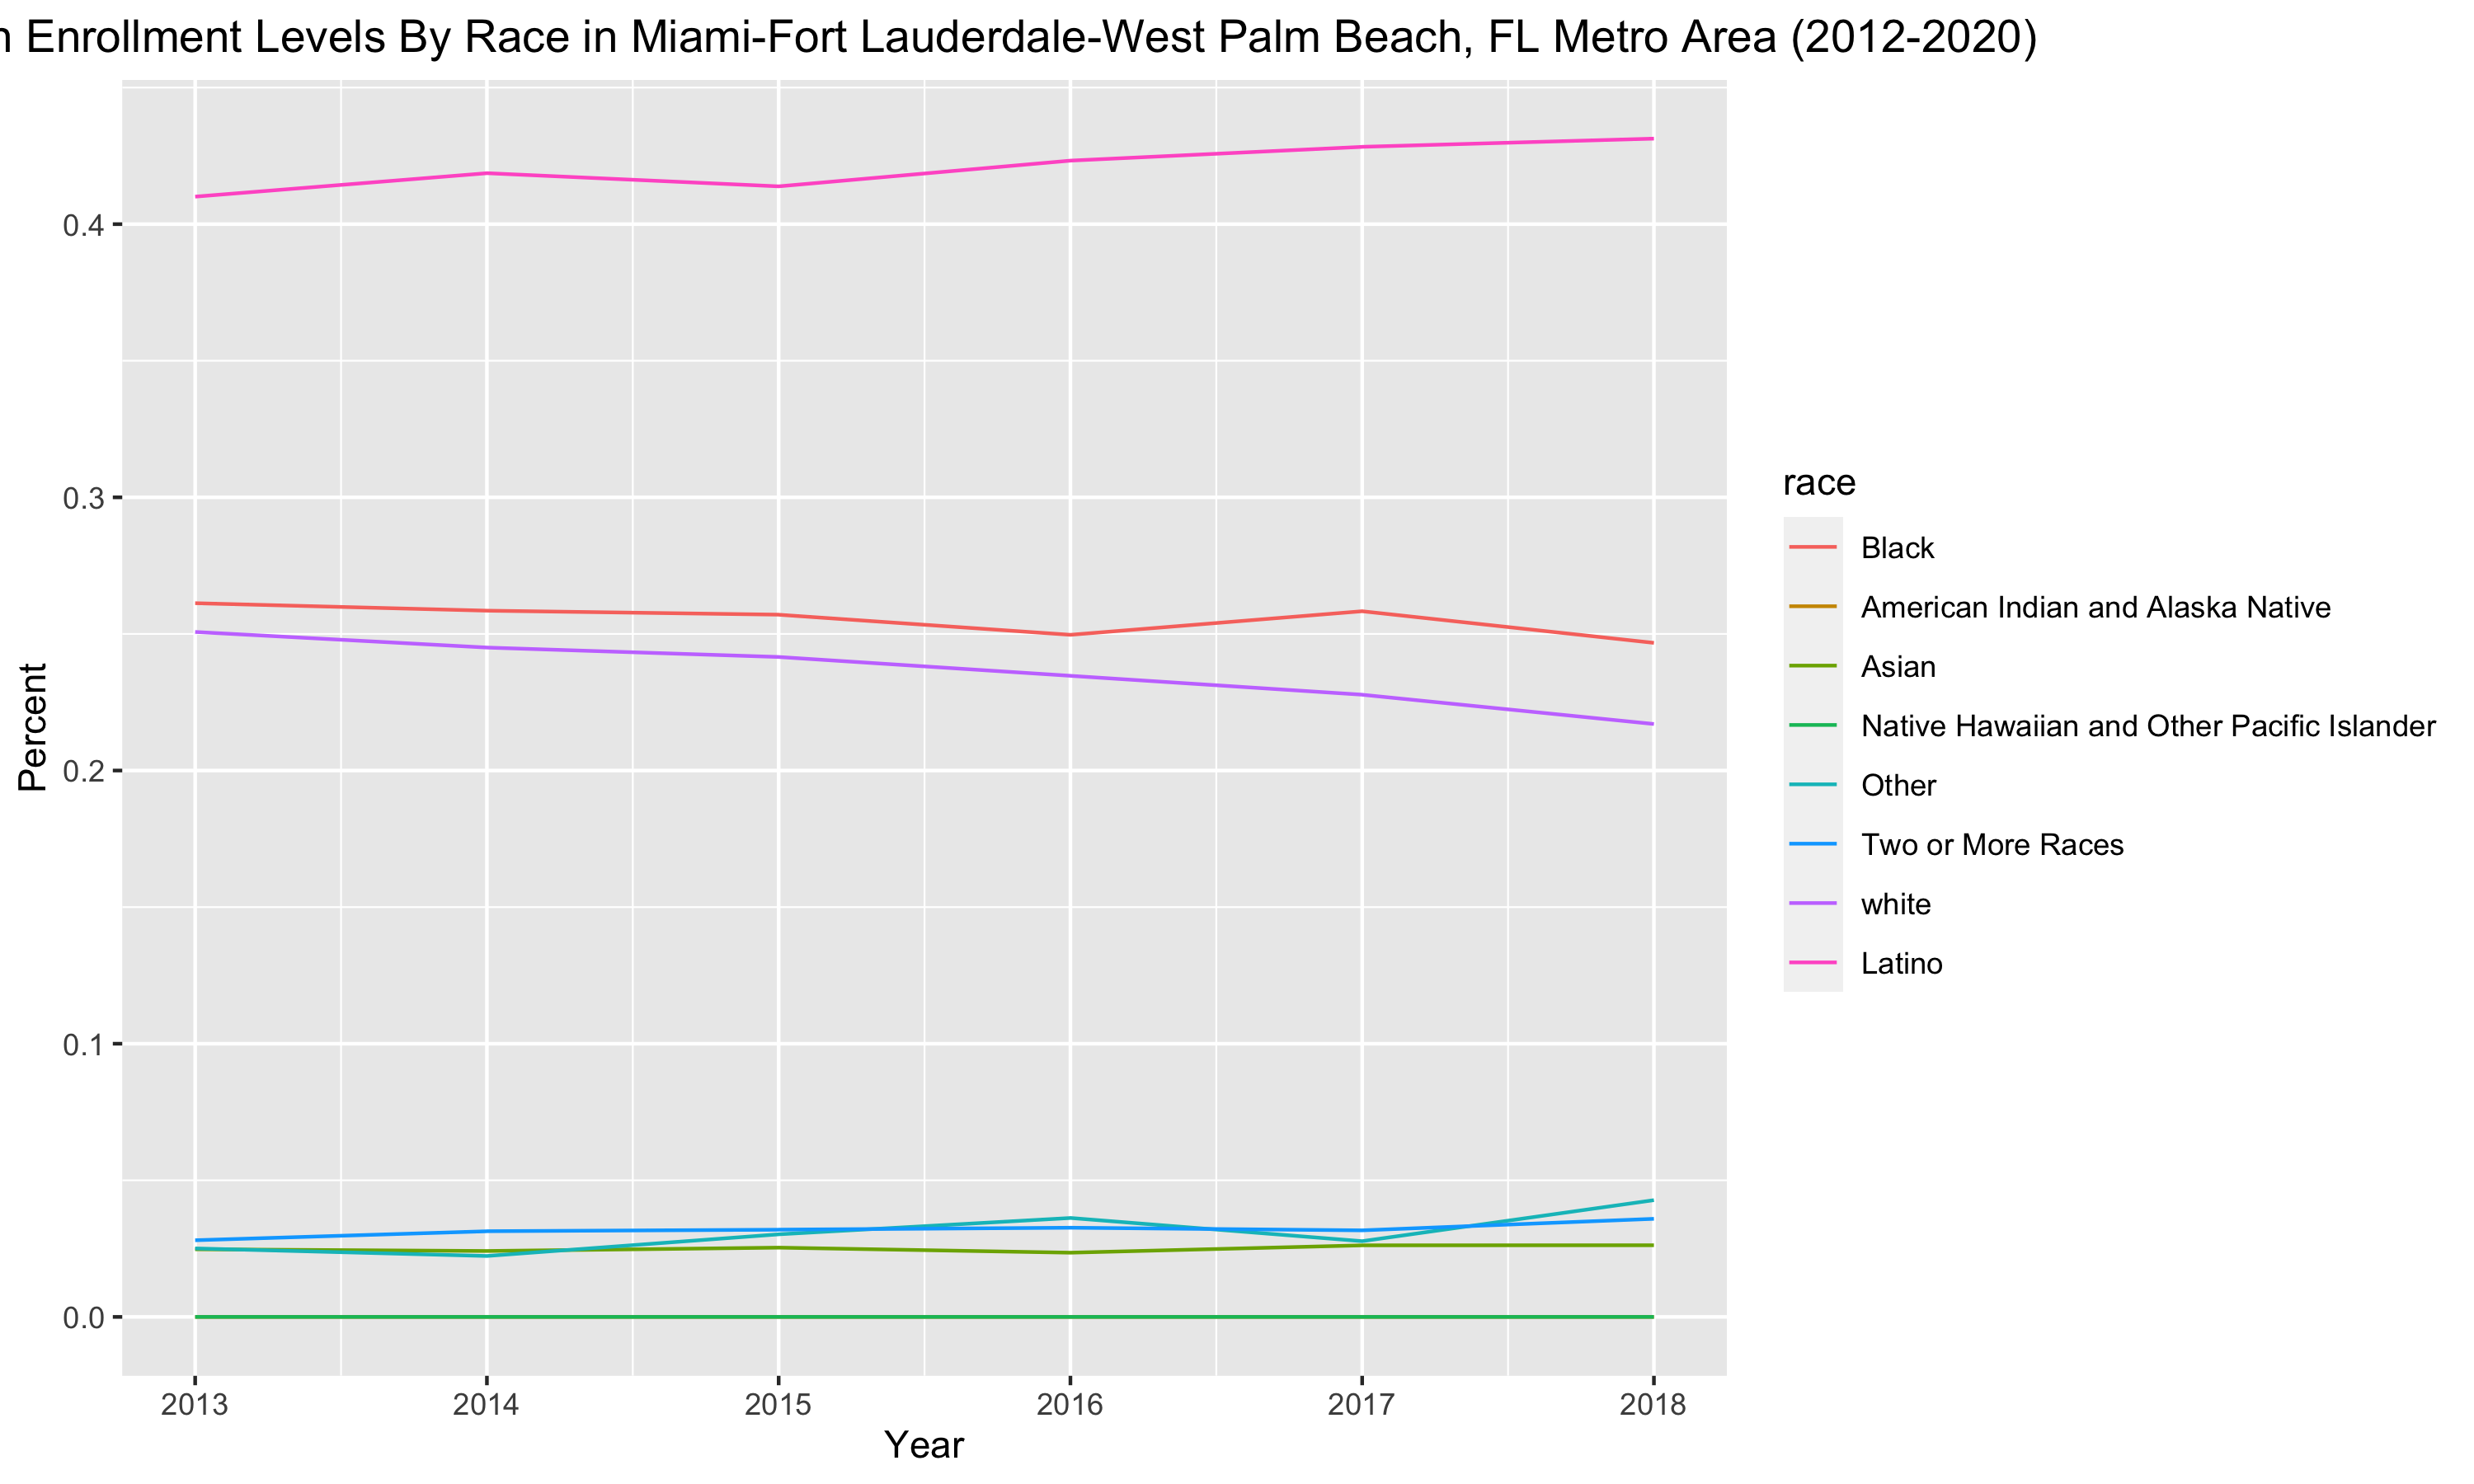 n Enrollment Levels By Race in Miami-Fort Lauderdale-West Palm Beach, FL Metro Area (2012-2020)
Percent
0.4
0.3
0.2
0.1
0.0
2013 2014 2015 2016 2017 2018
Year
race
Black
American Indian and Alaska Native
Asian
Native Hawaiian and Other Pacific Islander
Other
Two or More Races
white
Latino